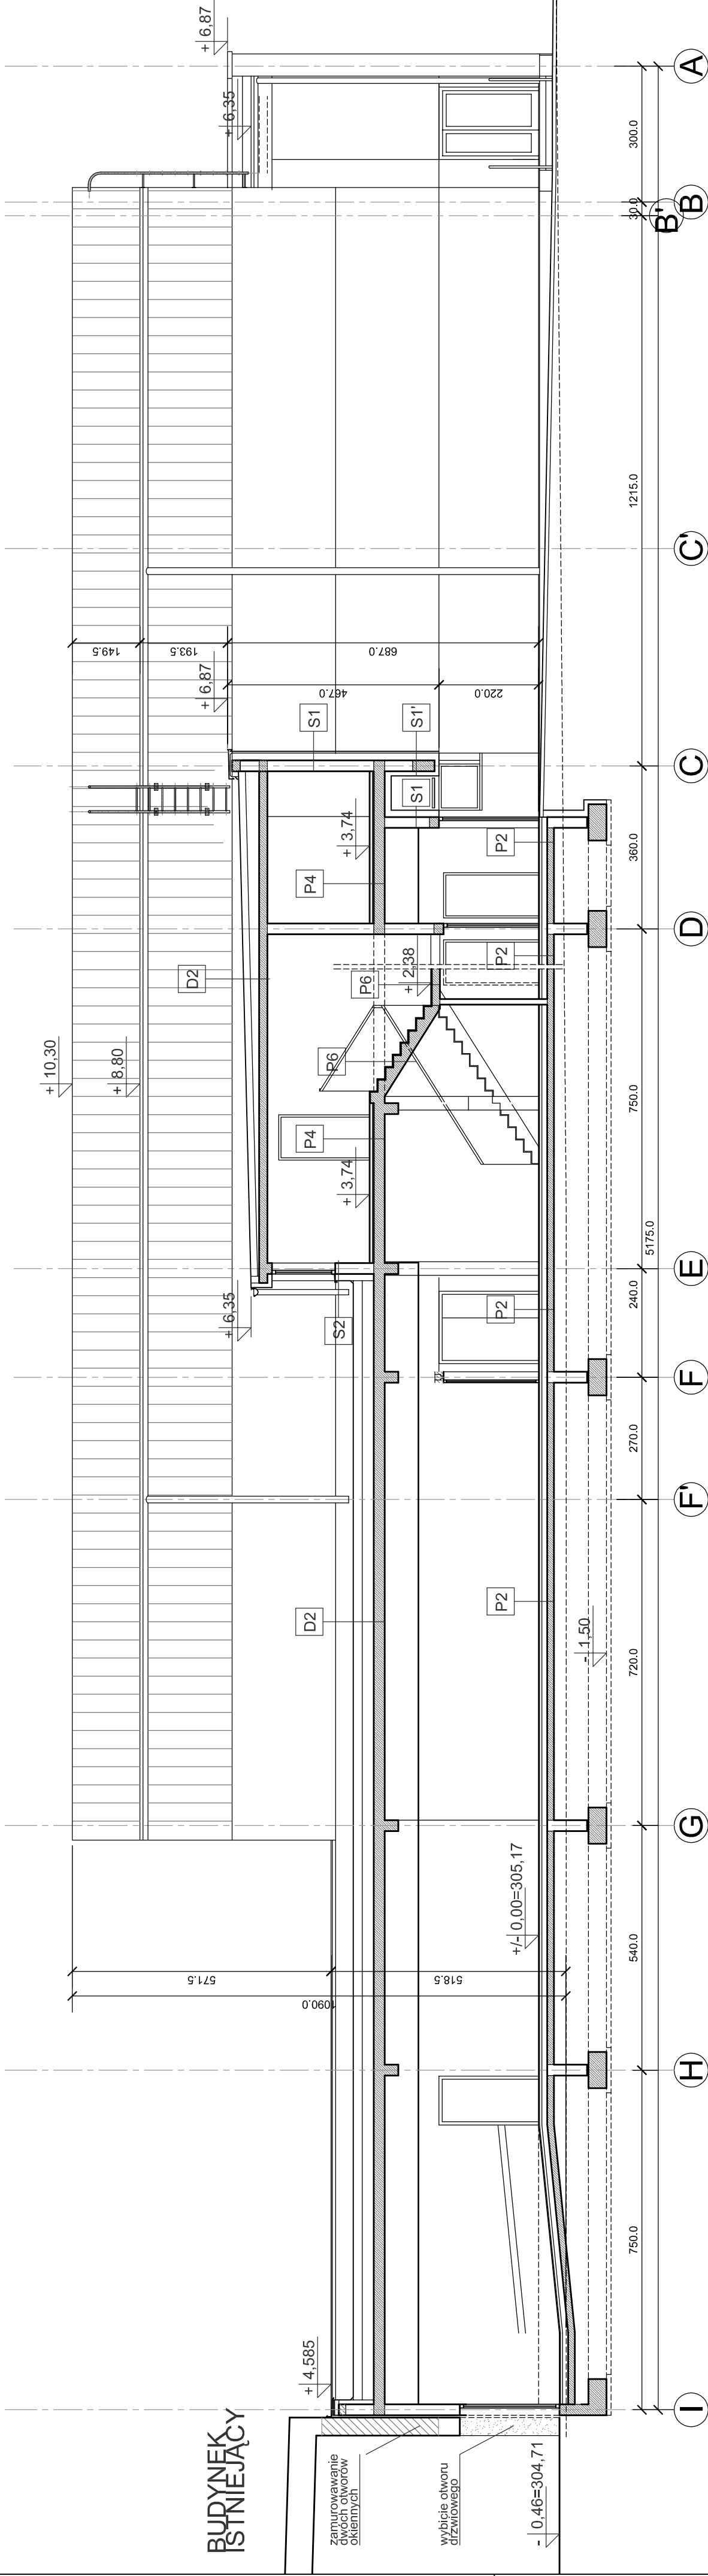 BUDYNEK
ISTNIEJĄCY
zamurowawanie
dwóch otworów
okiennych
wybicie otworu
drzwiowego
- 0,46=304,71
+ 4,585
+/- 0,00=305,17
- 1,50
571.5
518.5
1090.0
+ 10,30
+ 8,80
+ 6,35
+ 3,74
+ 2,38
+ 3,74
+ 6,87
+ 6,87
+ 6,35
149.5
193.5
687.0
467.0
220.0
D2
D2
S2
P4
P6
P6
P4
S1
S1
S1'
P2
P2
P2
P2
750.0
540.0
720.0
270.0
240.0
750.0
360.0
1215.0
30.0
300.0
5175.0
I
H
G
F'
F
E
D
C
C'
B'
B
A